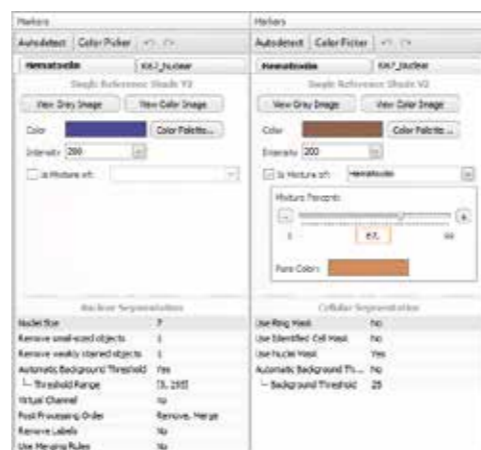 Markers
Autodetect Color Picker
Hematoxylin Ki67_Nuclear
Single Reference Shade V2
View Grey Image View Color Image
Color Color Palette...
Intensity 200
Is Mixture of:
Nuclear Segmentation
Nuclei Size 7
Remove small-sized objects 1
Remove weakly stained objects 1
Automatic Background Threshold Yes
Threshold Range
Virtual Channel No
Post Processing Order Remove, Merge
Remove Labels No
Use Merging Rules No
Markers
Autodetect Color Picker
Hematoxylin Ki67_Nuclear
Single Reference Shade V2
View Grey Image View Color Image
Color Color Palette...
Intensity 200
Is Mixture of: Hematoxylin
Mixture Percent:
- +
1 67 99
Pure Color:
Cellular Segmentation
Use Ring Mask No
Use Identified Cell Mask No
Use Nuclei Mask Yes
Automatic Background Th... No
Background Threshold 25